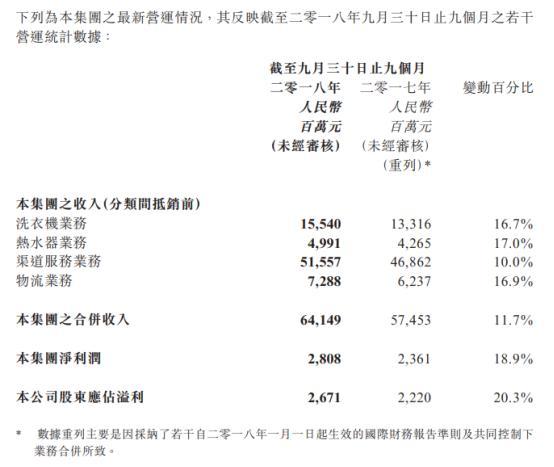 下列為本集團之最新營運情況，其反映截至二零一八年九月三十日止九個月之若干
營運統計數據：
截至九月三十日止九個月
二零一八年 二零一七年 變動百分比
人民幣 人民幣
百萬元 百萬元
(未經審核) (未經審核)
(重列)*
本集團之收入(分類間抵銷前)
洗衣機業務 15,540 13,316 16.7%
熱水器業務 4,991 4,265 17.0%
渠道服務業務 51,557 46,862 10.0%
物流業務 7,288 6,237 16.9%
本集團之合併收入 64,149 57,453 11.7%
本集團淨利潤 2,808 2,361 18.9%
本公司股東應佔溢利 2,671 2,220 20.3%
* 數據重列主要是因採納了若干自二零一八年一月一日起生效的國際財務報告準則及共同控制下
業務合併所致。